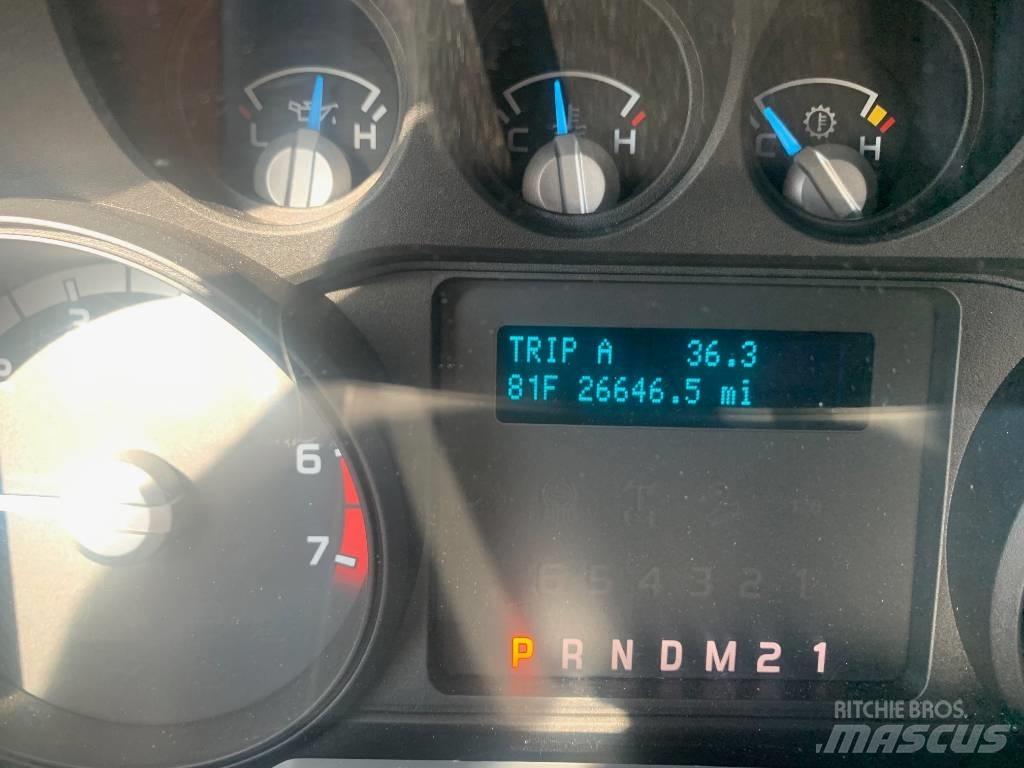 L H
C H
C H
TRIP A 36.3
81F 26646.5 mi
6
7
6 5 4 3 2 1
P R N D M 2 1
RITCHIE BROS.
MASCUS